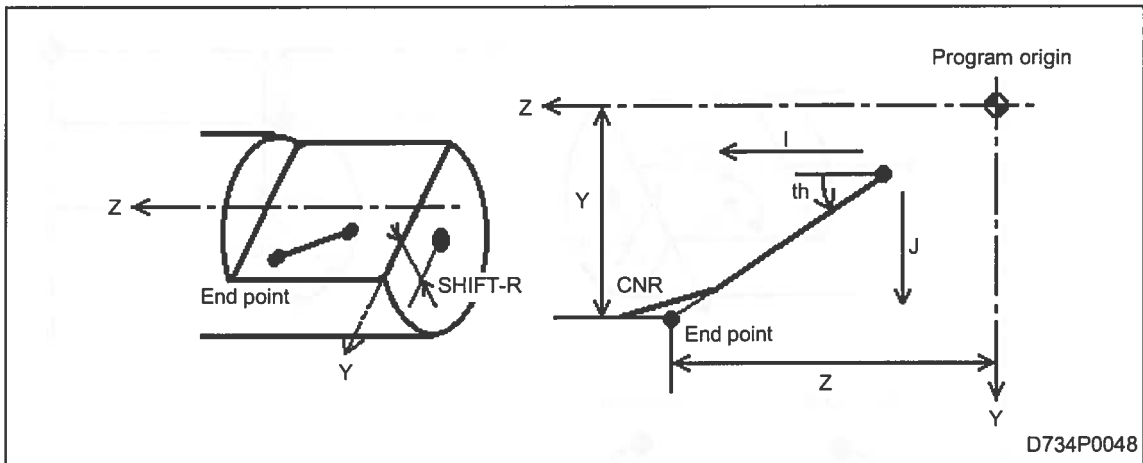 Program origin
Z
I
th
Y
J
Z
End point
SHIFT-R
CNR
End point
Y
Z
Y
D734P0048